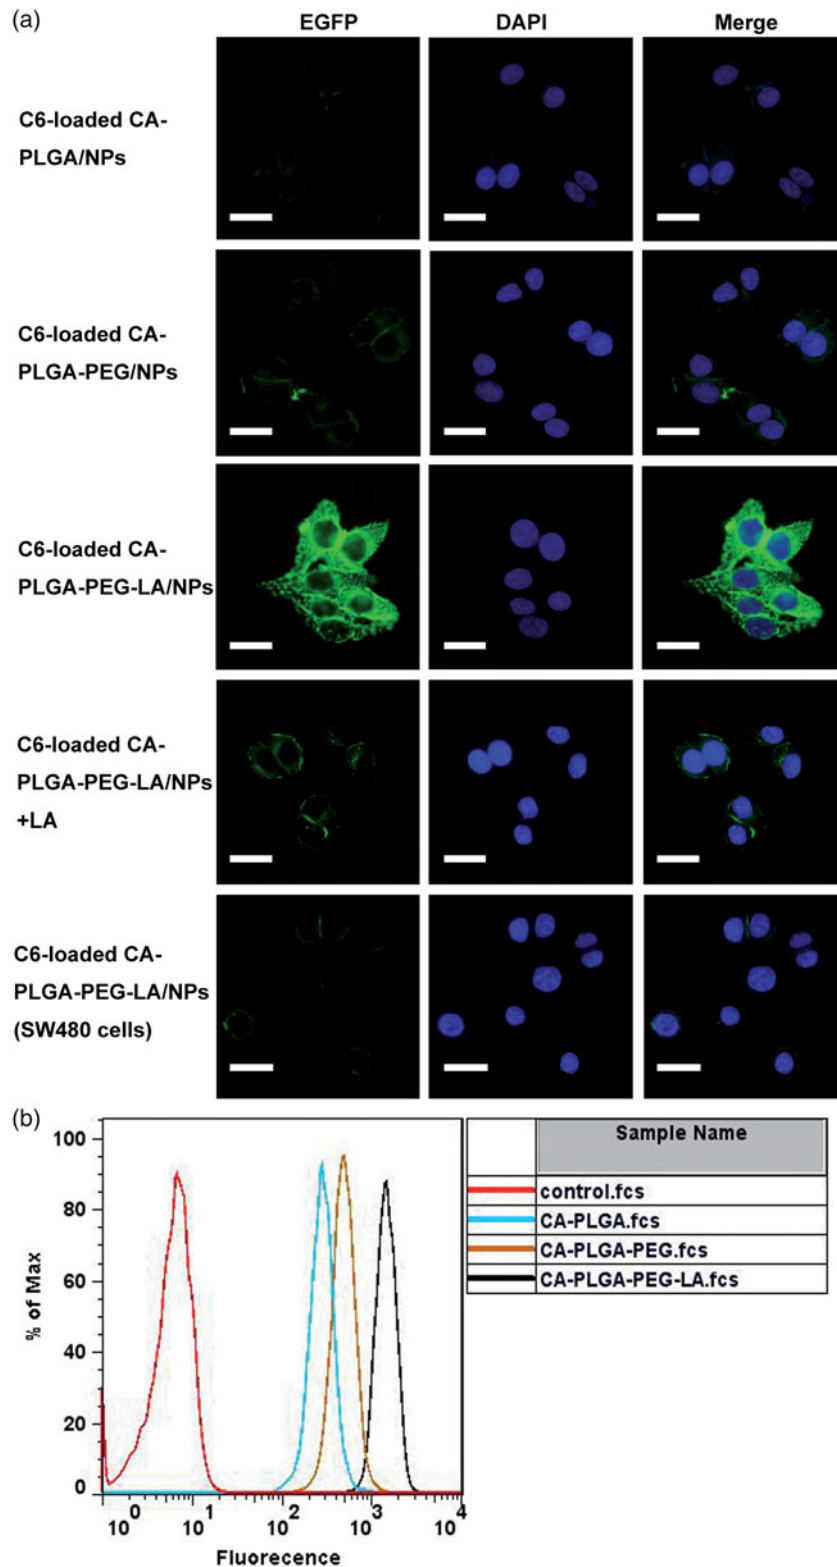 (a)
EGFP
DAPI
Merge
C6-loaded CA-
PLGA/NPs
C6-loaded CA-
PLGA-PEG/NPs
C6-loaded CA-
PLGA-PEG-LA/NPs
C6-loaded CA-
PLGA-PEG-LA/NPs
+LA
C6-loaded CA-
PLGA-PEG-LA/NPs
(SW480 cells)
(b)
100
80
60
40
20
0
% of Max
10⁰
10¹
10²
10³
10⁴
Fluorecence
Sample Name
control.fcs
CA-PLGA.fcs
CA-PLGA-PEG.fcs
CA-PLGA-PEG-LA.fcs